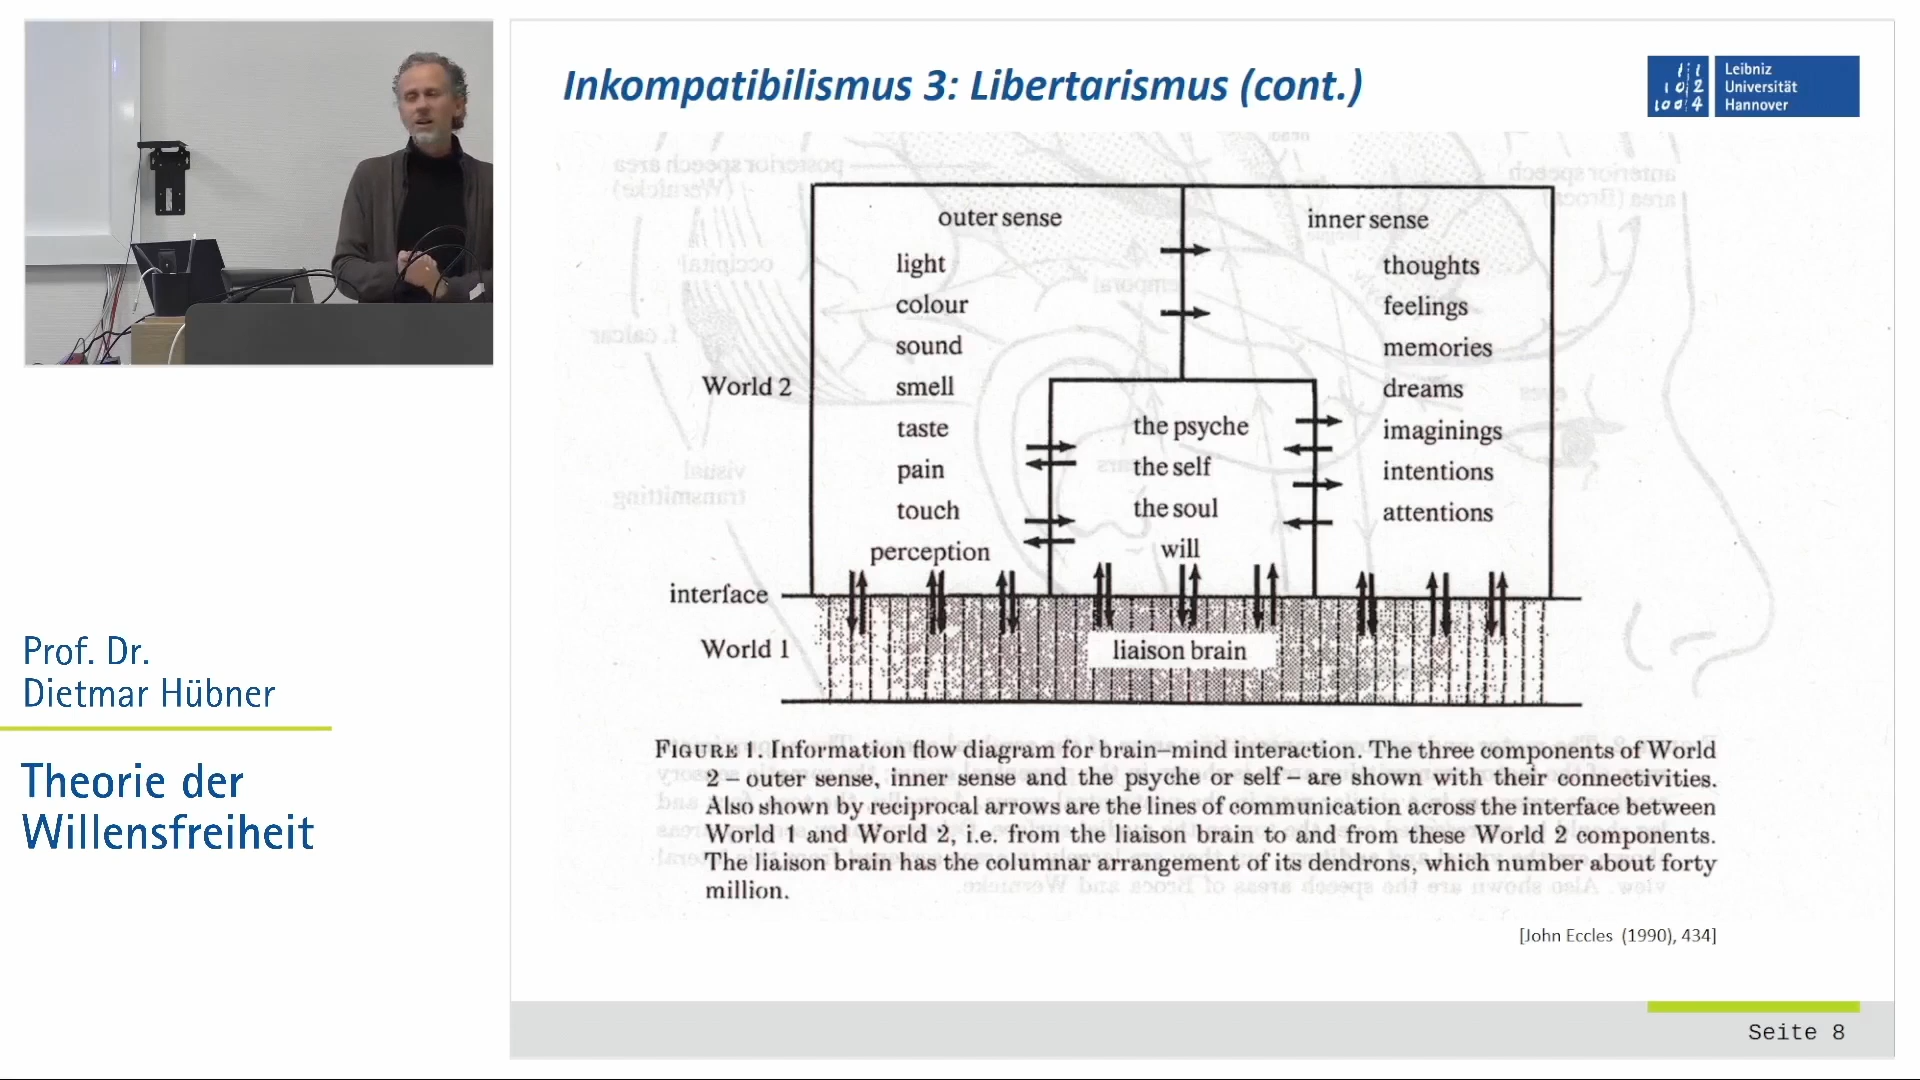 Inkompatibilismus 3: Libertarismus (cont.)
Leibniz
Universität
Hannover
outer sense
inner sense
light
colour
sound
smell
taste
pain
touch
perception
thoughts
feelings
memories
dreams
imaginings
intentions
attentions
the psyche
the self
the soul
will
World 2
interface
World 1
liaison brain
FIGURE 1. Information flow diagram for brain–mind interaction. The three components of World
2 – outer sense, inner sense and the psyche or self – are shown with their connectivities.
Also shown by reciprocal arrows are the lines of communication across the interface between
World 1 and World 2, i.e. from the liaison brain to and from these World 2 components.
The liaison brain has the columnar arrangement of its dendrons, which number about forty
million.
[John Eccles (1990), 434]
Seite 8
Prof. Dr.
Dietmar Hübner
Theorie der
Willensfreiheit